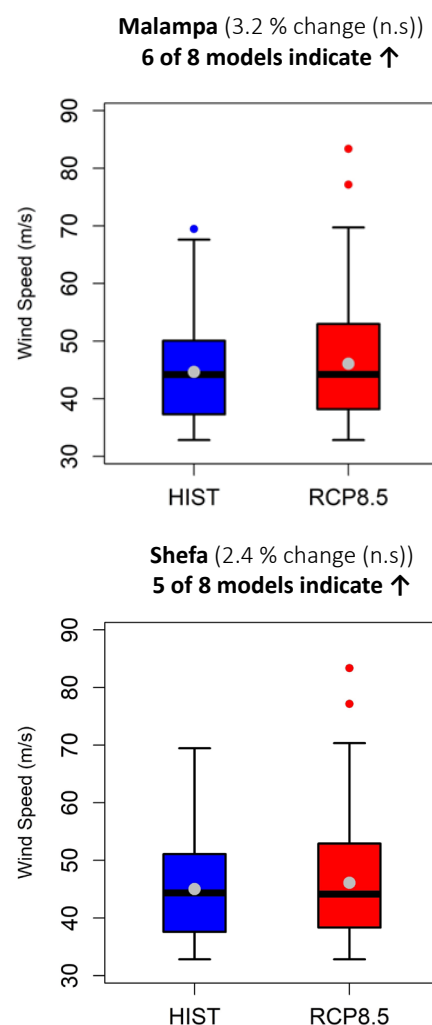 Malampa (3.2 % change (n.s))
6 of 8 models indicate ↑
90
80
70
60
50
40
30
Wind Speed (m/s)
HIST
RCP8.5
Shefa (2.4 % change (n.s))
5 of 8 models indicate ↑
90
80
70
60
50
40
30
Wind Speed (m/s)
HIST
RCP8.5